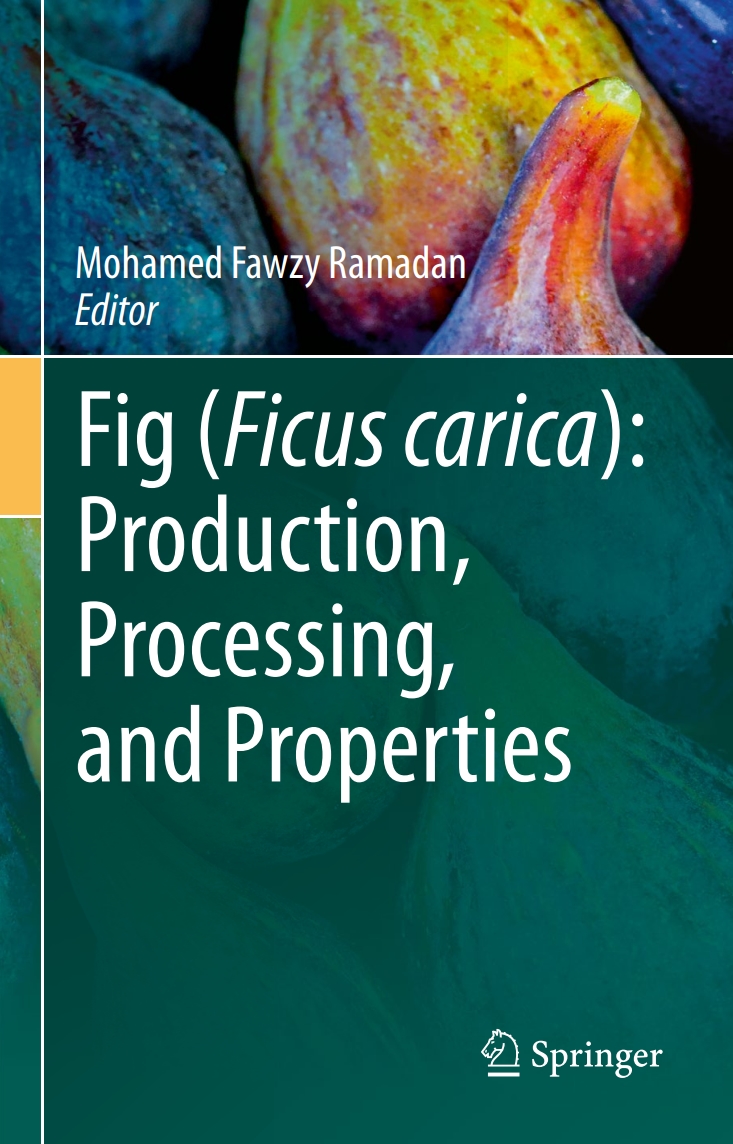 Mohamed Fawzy Ramadan
Editor
Fig (Ficus carica):
Production,
Processing,
and Properties
Springer